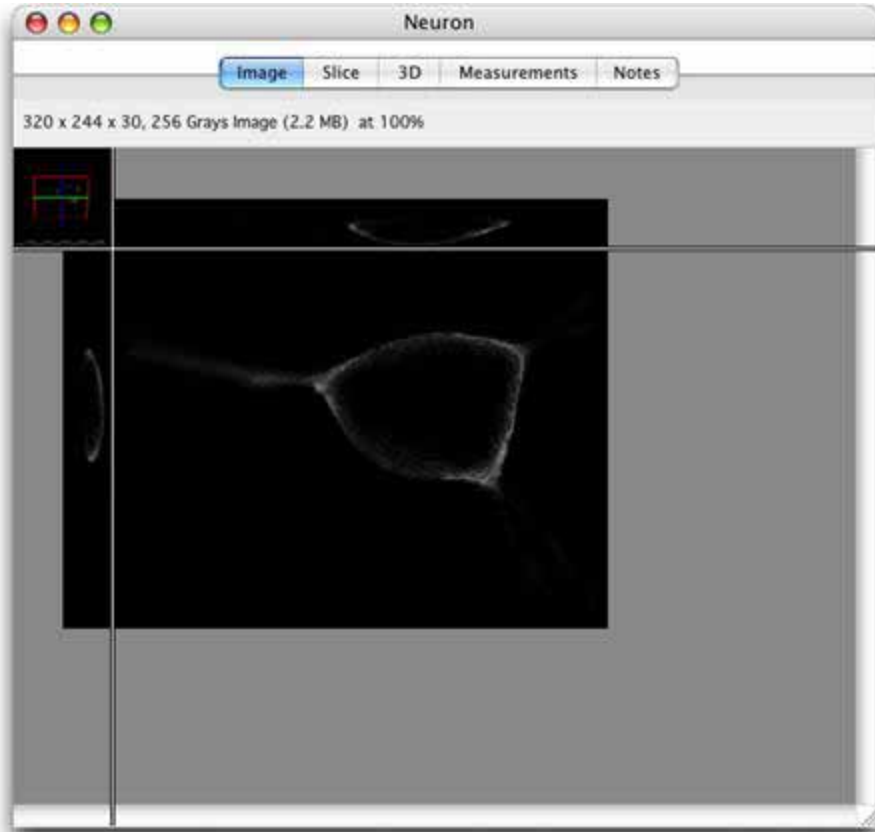 Neuron
Image Slice 3D Measurements Notes
320 x 244 x 30, 256 Grays Image (2.2 MB) at 100%